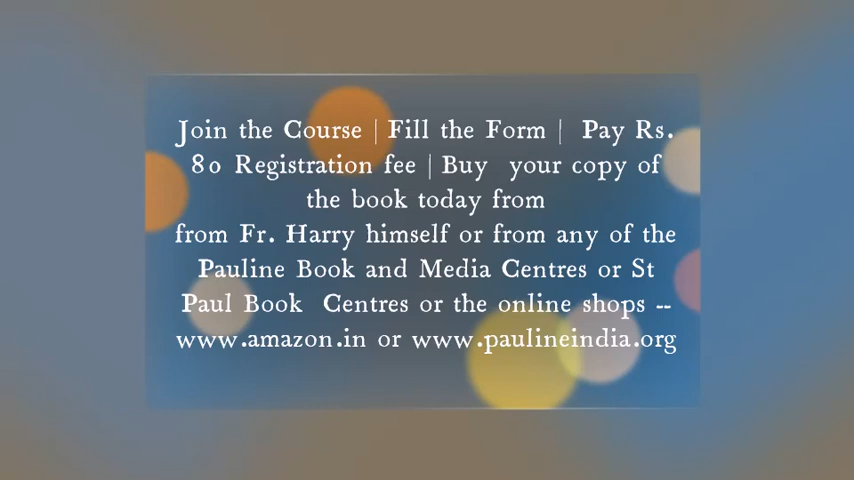 Join the Course | Fill the Form | Pay Rs.
80 Registration fee | Buy your copy of
the book today from
from Fr. Harry himself or from any of the
Pauline Book and Media Centres or St
Paul Book Centres or the online shops --
www.amazon.in or www.paulineindia.org